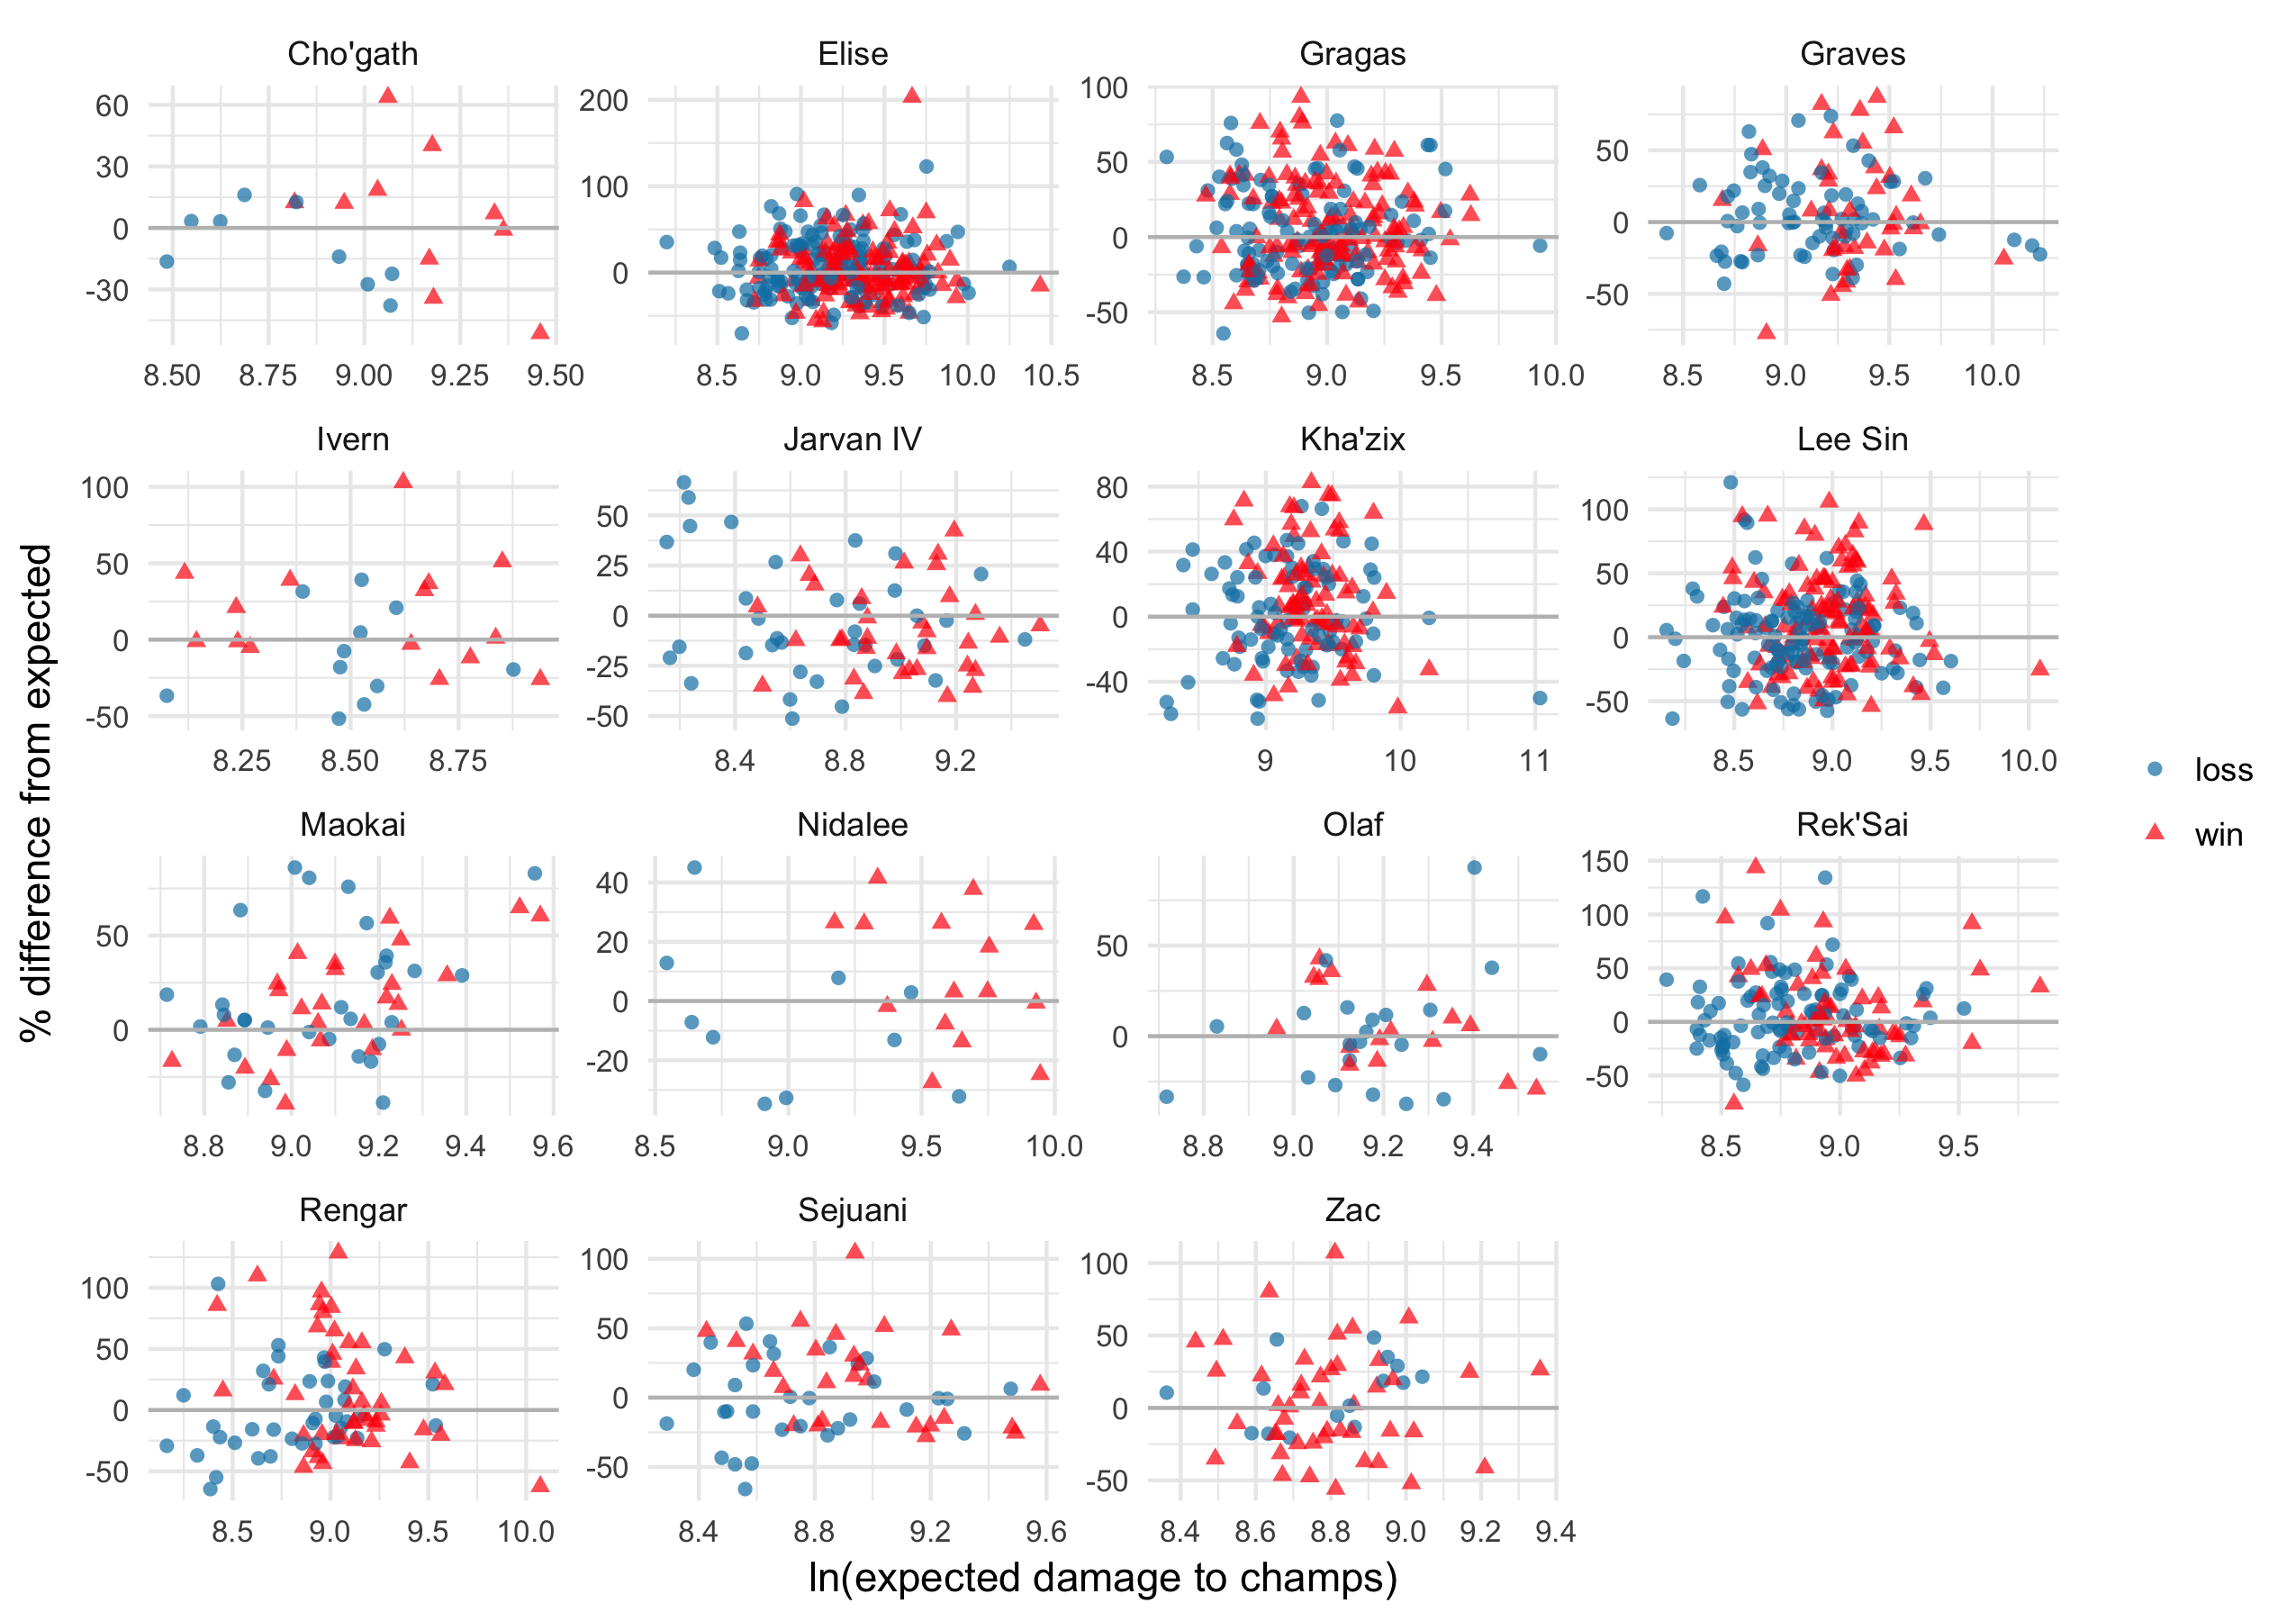 Cho'gath Elise Gragas Graves
60 30 0 -30
200 100 0
100 50 0 -50
50 0 -50
8.50 8.75 9.00 9.25 9.50
8.5 9.0 9.5 10.0 10.5
8.5 9.0 9.5 10.0
8.5 9.0 9.5 10.0
Ivern Jarvan IV Kha'zix Lee Sin
100 50 0 -50
50 25 0 -25 -50
80 40 0 -40
100 50 0 -50
8.25 8.50 8.75
8.4 8.8 9.2
9 10 11
8.5 9.0 9.5 10.0
Maokai Nidalee Olaf Rek'Sai
50 0
40 20 0 -20
50 0
150 100 50 0 -50
8.8 9.0 9.2 9.4 9.6
8.5 9.0 9.5 10.0
8.8 9.0 9.2 9.4
8.5 9.0 9.5
Rengar Sejuani Zac
100 50 0 -50
100 50 0 -50
100 50 0 -50
8.5 9.0 9.5 10.0
8.4 8.8 9.2 9.6
8.4 8.6 8.8 9.0 9.2 9.4
ln(expected damage to champs)
% difference from expected
loss
win